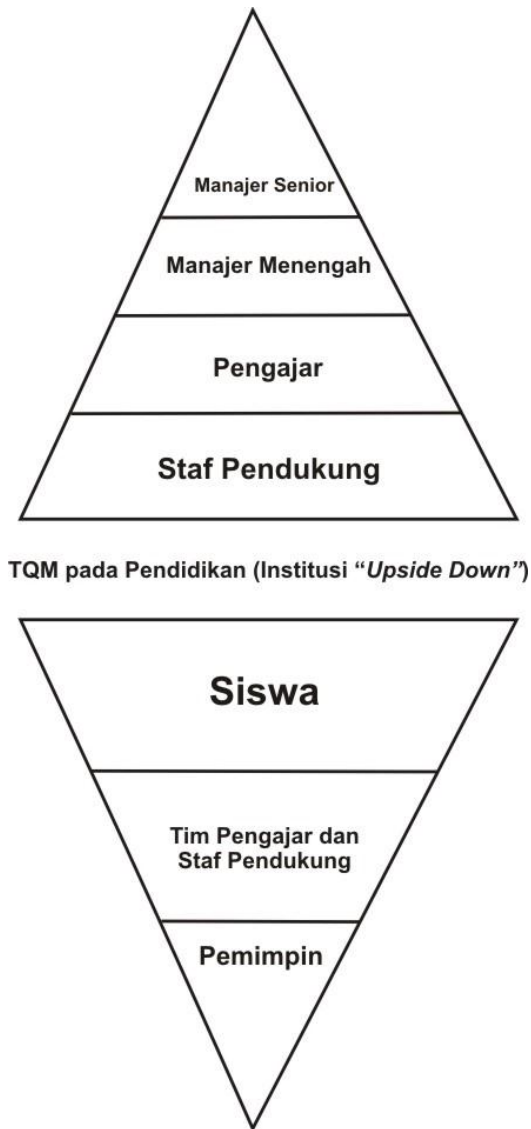 Manajer Senior
Manajer Menengah
Pengajar
Staf Pendukung
TQM pada Pendidikan (Institusi “Upside Down”)
Siswa
Tim Pengajar dan
Staf Pendukung
Pemimpin